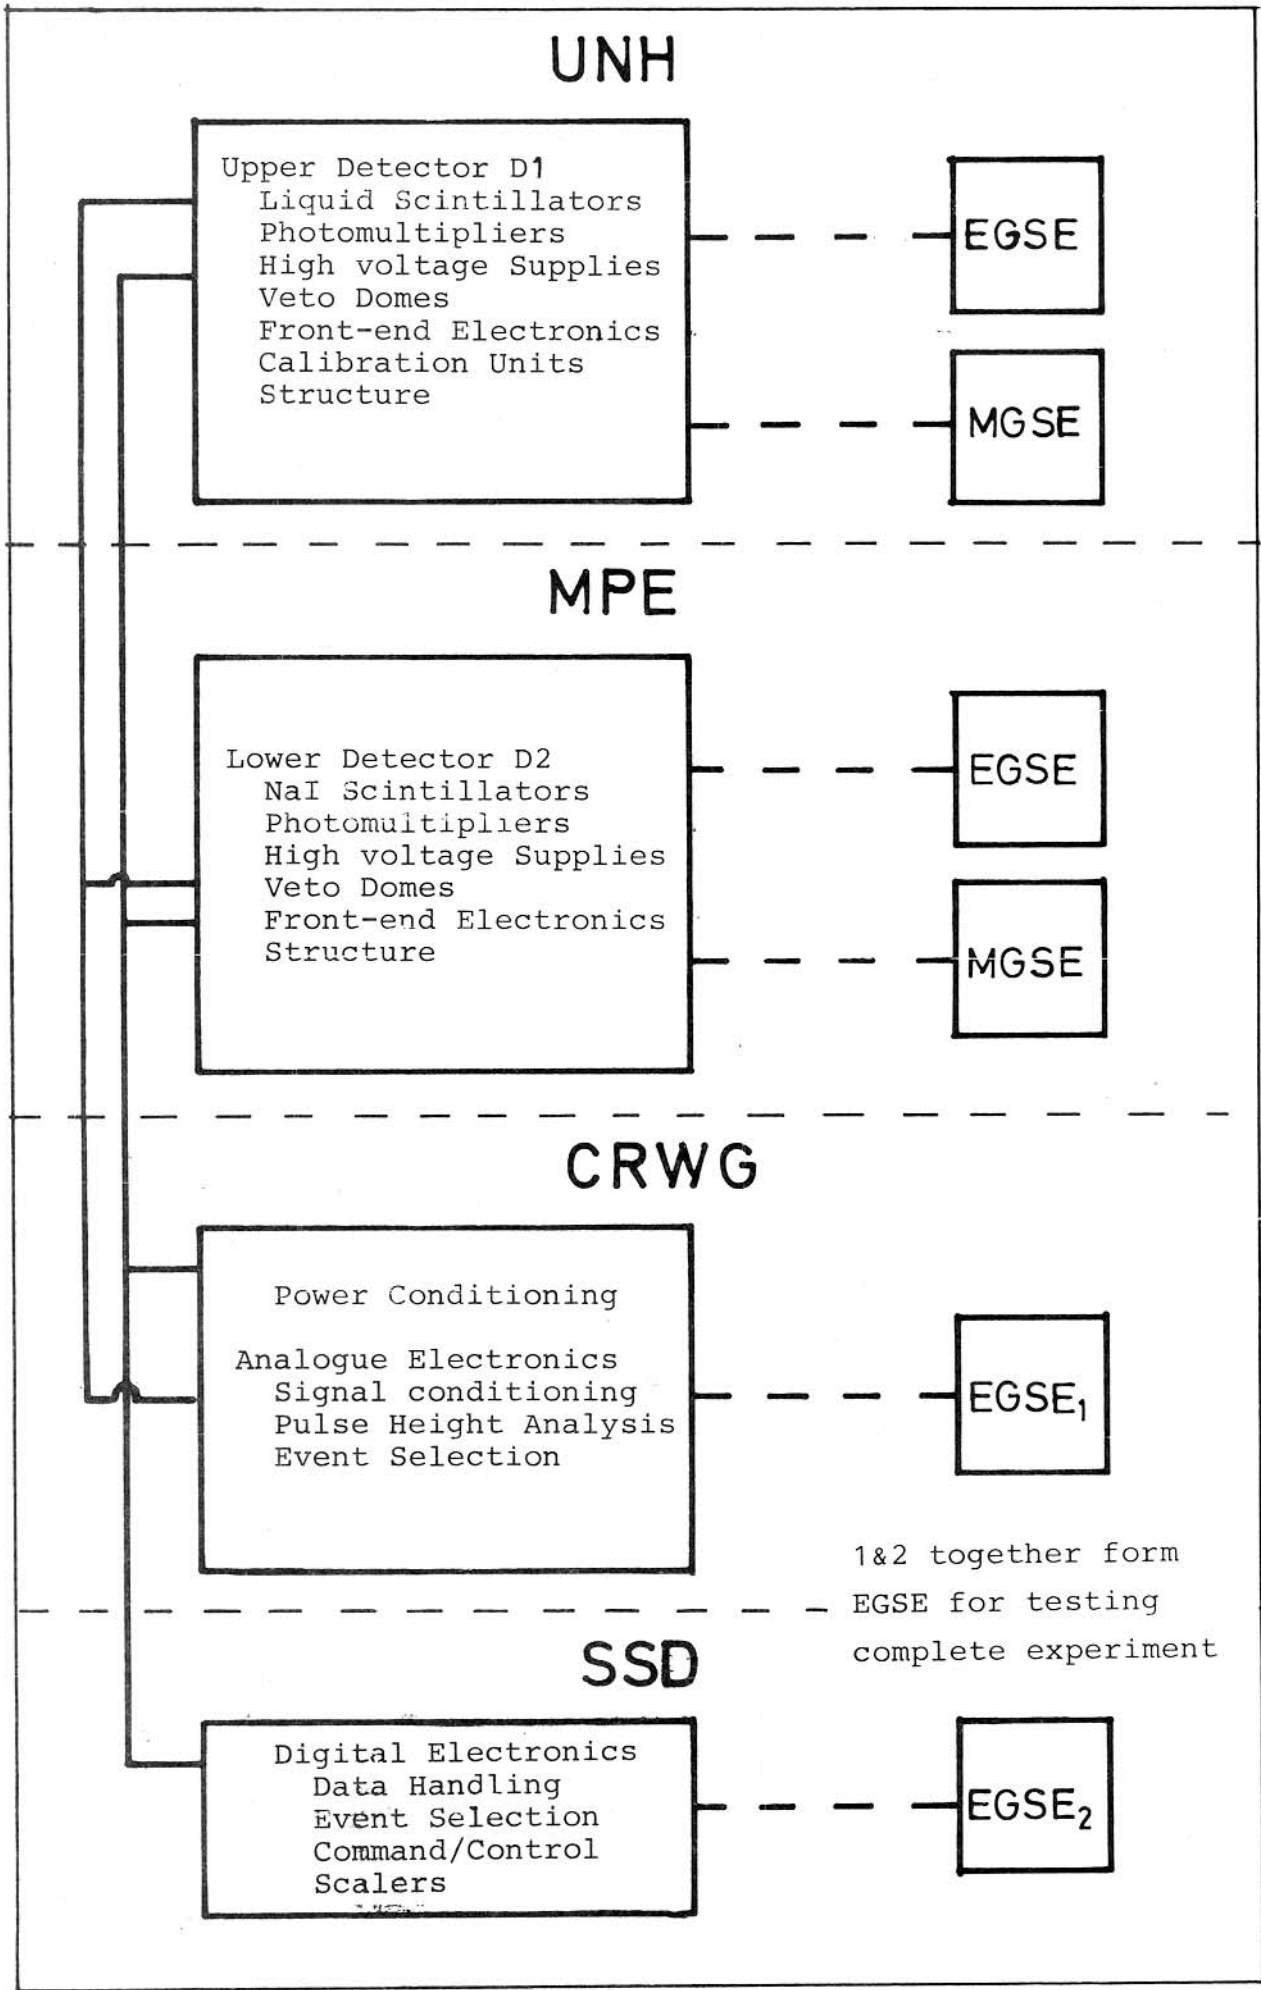 UNH
Upper Detector D1
Liquid Scintillators
Photomultipliers
High voltage Supplies
Veto Domes
Front-end Electronics
Calibration Units
Structure
EGSE
MGSE
MPE
Lower Detector D2
NaI Scintillators
Photomultipliers
High voltage Supplies
Veto Domes
Front-end Electronics
Structure
EGSE
MGSE
CRWG
Power Conditioning
Analogue Electronics
Signal conditioning
Pulse Height Analysis
Event Selection
EGSE₁
1&2 together form
EGSE for testing
complete experiment
SSD
Digital Electronics
Data Handling
Event Selection
Command/Control
Scalers
EGSE₂